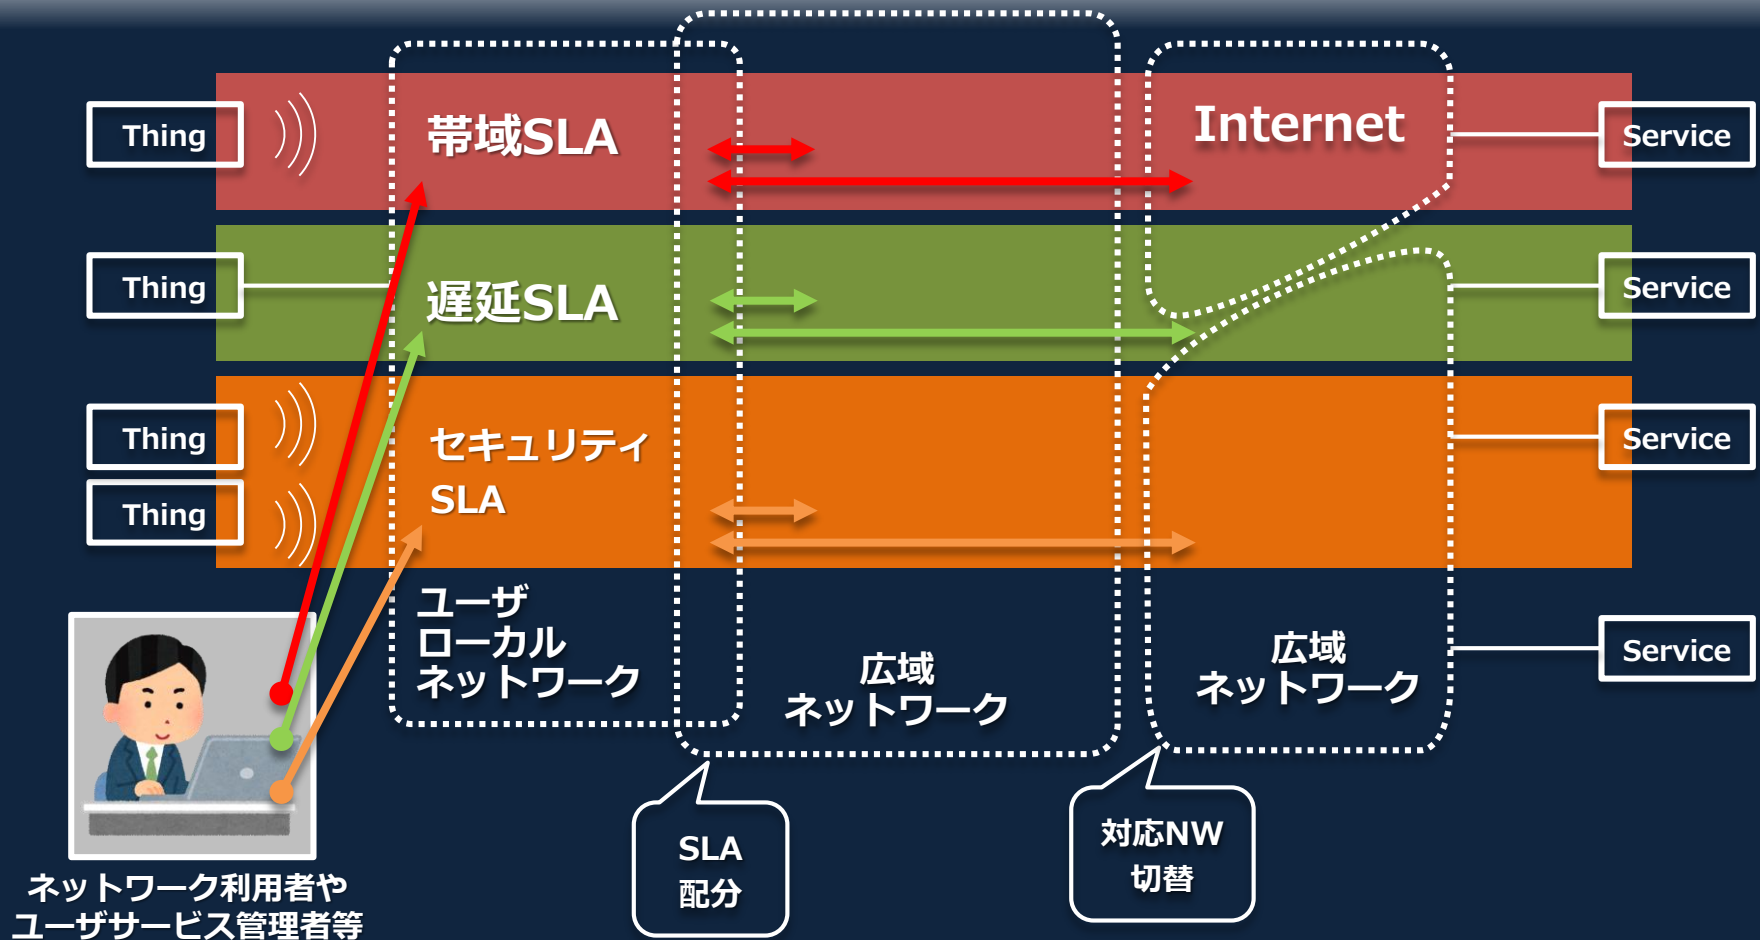 Thing
帯域SLA
Internet
Service
Thing
遅延SLA
Service
Thing
セキュリティ
SLA
Service
Thing
ユーザ
ローカル
ネットワーク
広域
ネットワーク
広域
ネットワーク
Service
SLA
配分
対応NW
切替
ネットワーク利用者や
ユーザサービス管理者等